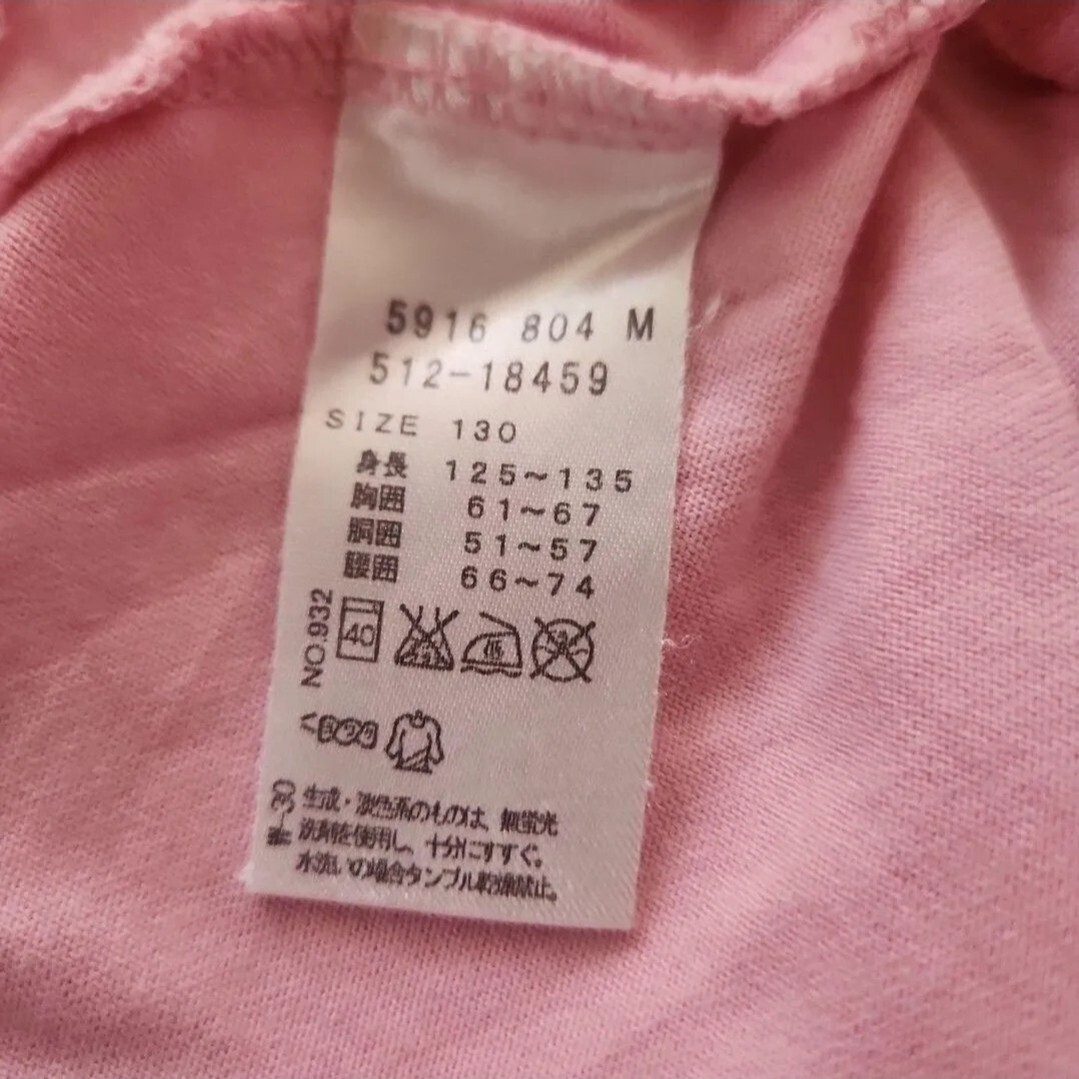 5916 804 M
512-18459
SIZE 130
身長 125~135
胸囲 61~67
胴囲 51~57
腰囲 66~74
NO.932
40
生成・淡色系のものは、無蛍光
洗剤を使用し、十分にすすぐ。
水洗いの場合タンブル乾燥禁止。